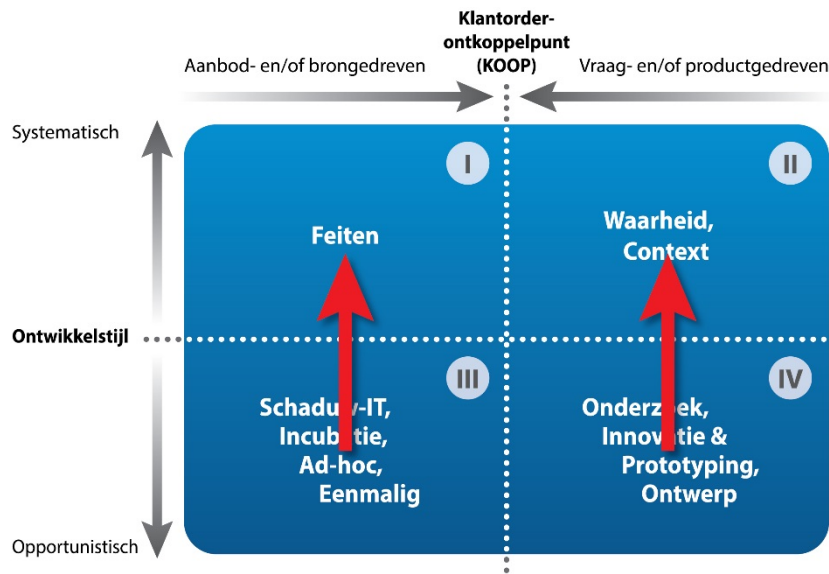 Klantorder-
ontkoppelpunt
(KOOP)
Aanbod- en/of brongedreven
Vraag- en/of productgedreven
Systematisch
I
II
Feiten
Waarheid,
Context
Ontwikkelstijl
III
IV
Schaduw-IT,
Incubatie,
Ad-hoc,
Eenmalig
Onderzoek,
Innovatie &
Prototyping,
Ontwerp
Opportunistisch